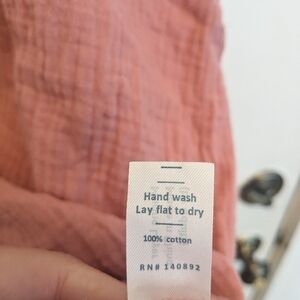 Hand wash
Lay flat to dry
100% cotton
RN# 140892